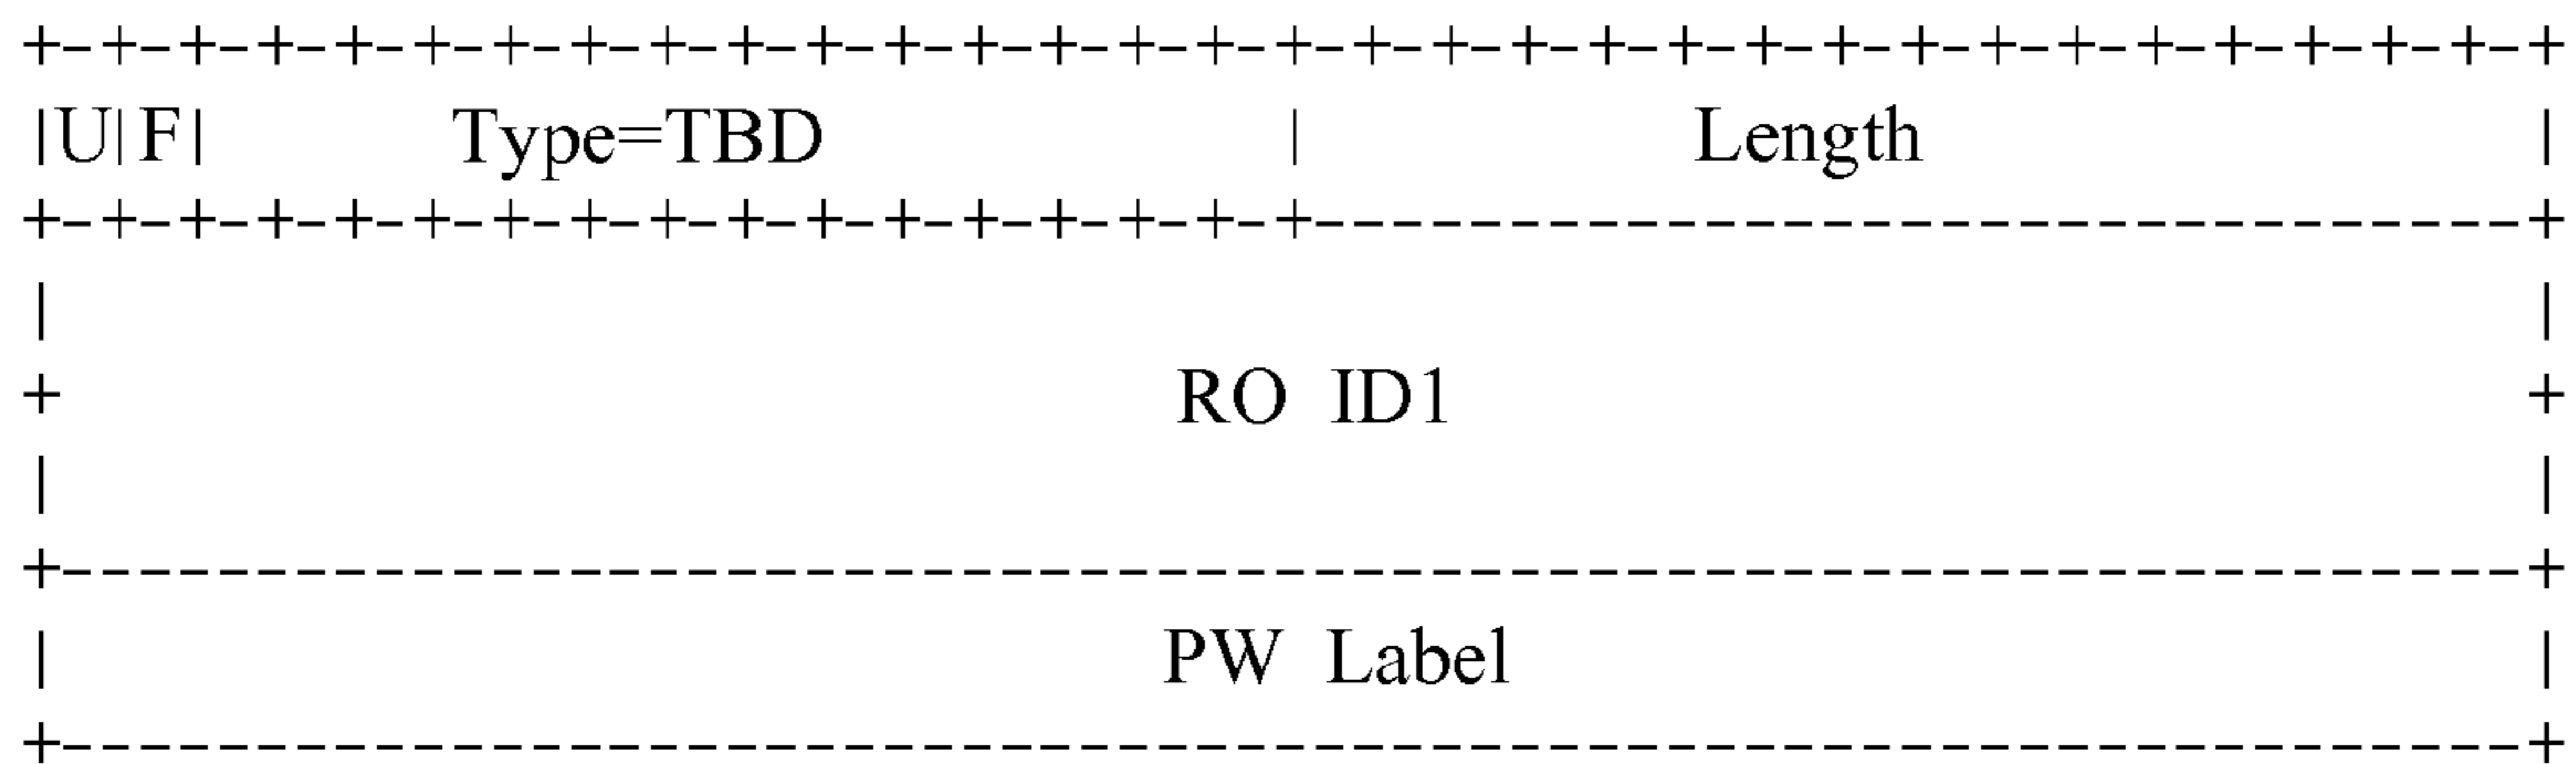 +-+-+-+-+-+-+-+-+-+-+-+-+-+-+-+-+-+-+-+-+-+-+-+-+-+-+-+-+-+-+-+-+
|U|F| Type=TBD | Length |
+-+-+-+-+-+-+-+-+-+-+-+-+-+-+-+-+-------------------------------+
| |
+ RO ID1 +
| |
+---------------------------------------------------------------+
| PW Label |
+---------------------------------------------------------------+